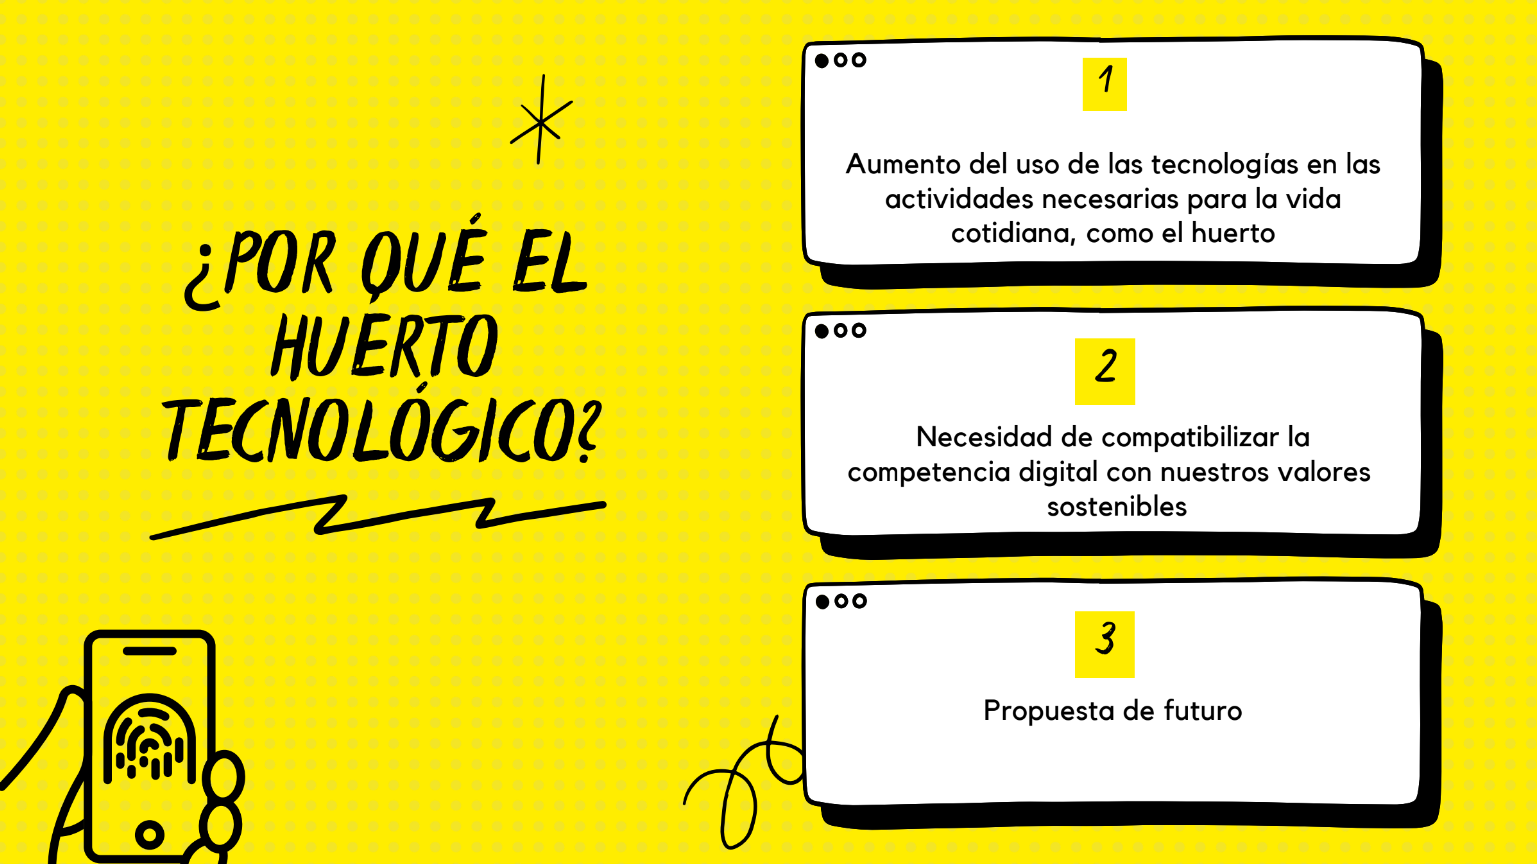 ¿POR QUÉ EL
HUERTO
TECNOLÓGICO?
1
Aumento del uso de las tecnologías en las
actividades necesarias para la vida
cotidiana, como el huerto
2
Necesidad de compatibilizar la
competencia digital con nuestros valores
sostenibles
3
Propuesta de futuro